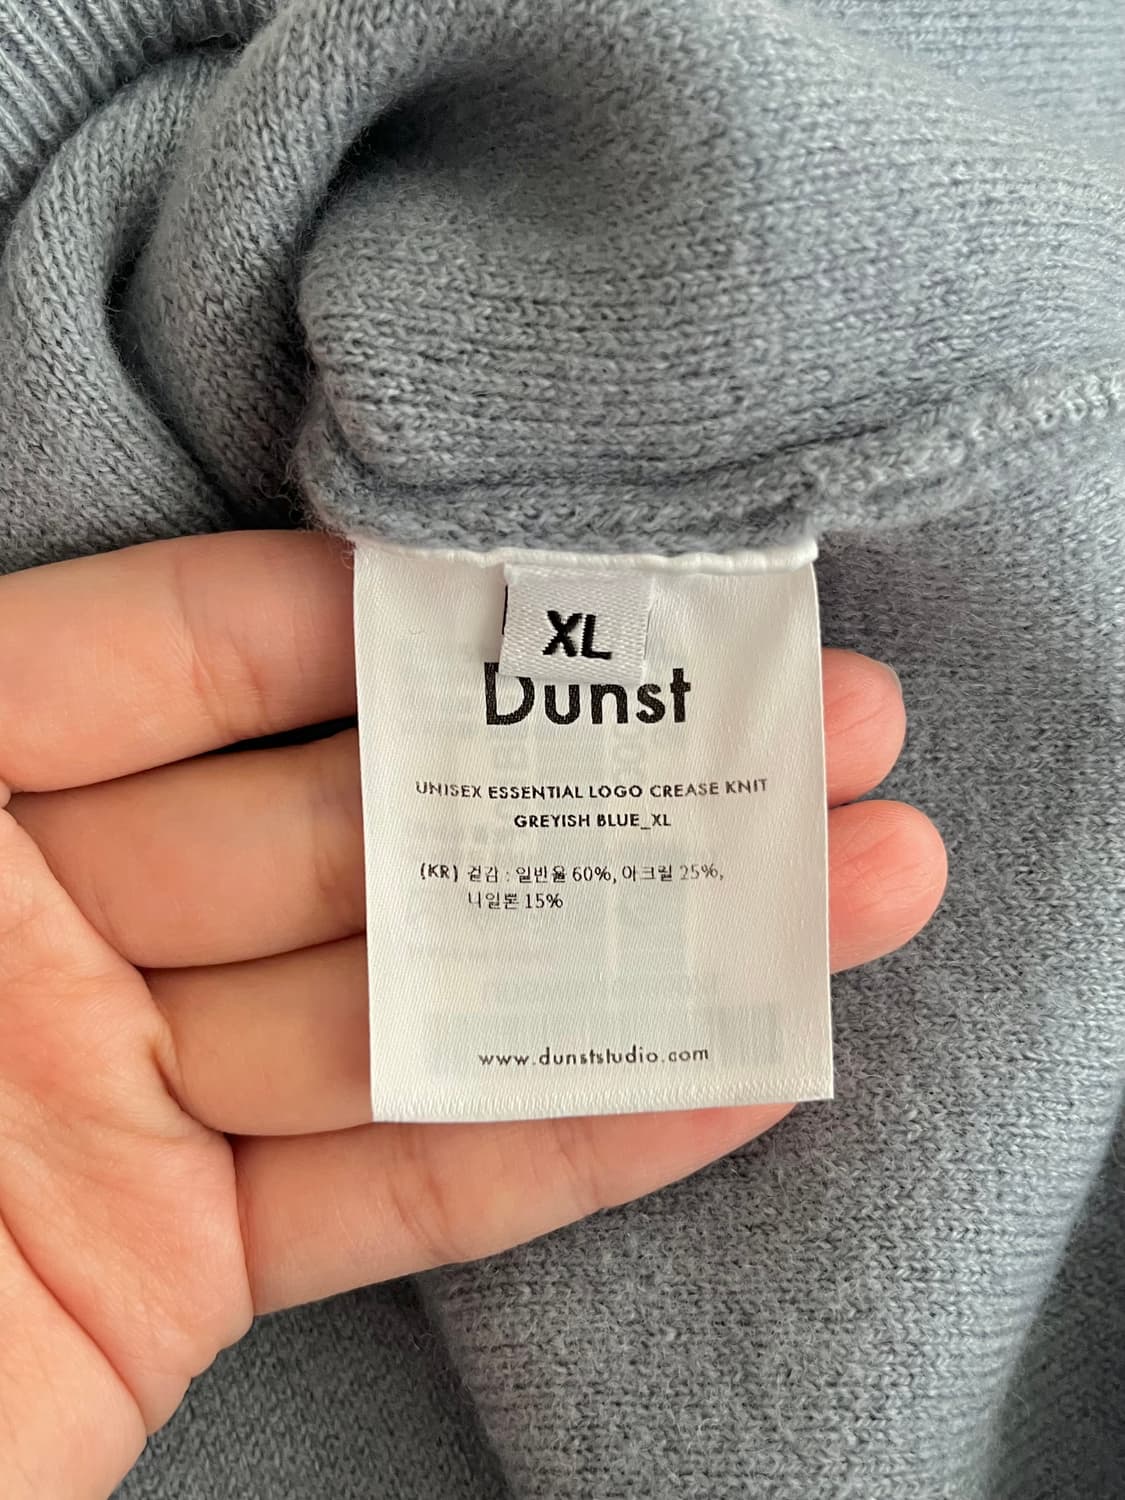 XL
Dunst
UNISEX ESSENTIAL LOGO CREASE KNIT
GREYISH BLUE_XL
(KR) 겉감 : 일반울 60%, 아크릴 25%,
니일론 15%
www.dunststudio.com